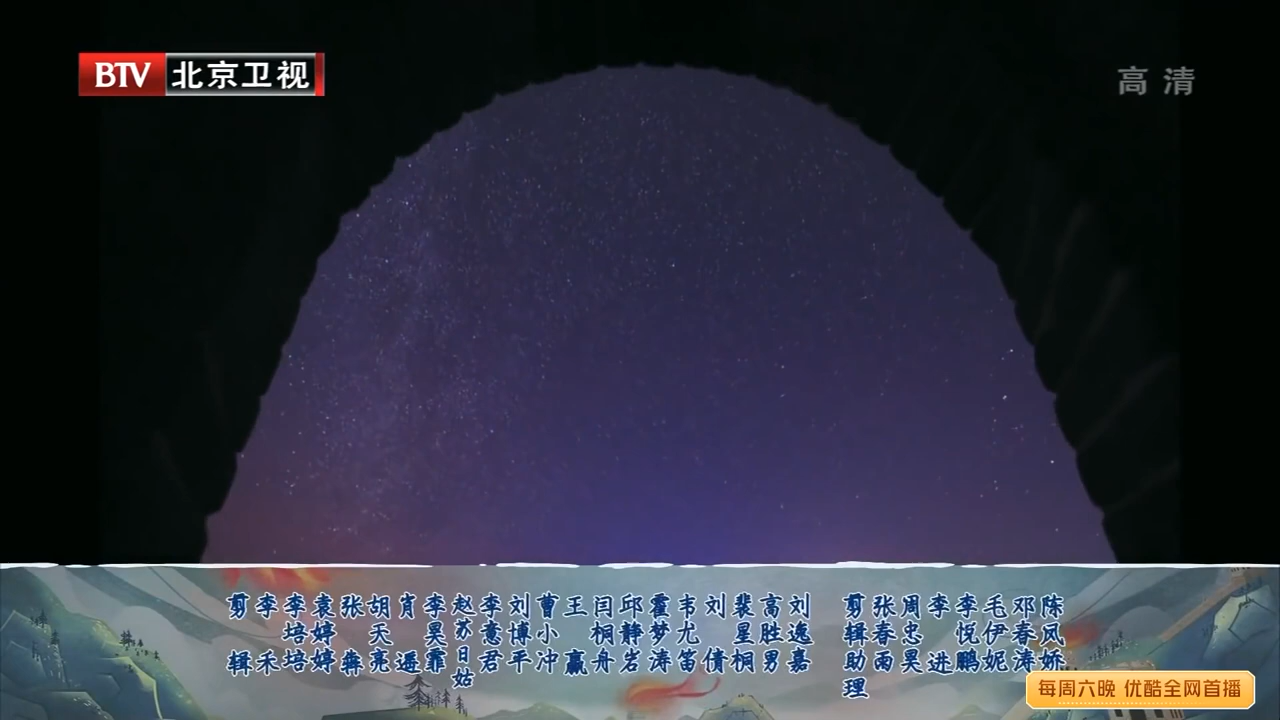 BTV 北京卫视
高清
剪辑
李禾
李培培
袁婷婷
张
胡天亮
肖遥
李昊霏
赵苏日姑
李意君
刘博平
曹小冲
王赢
闫桐舟
邱静岩
霍梦涛
韦尤笛
刘倩
裴星桐
高胜男
刘逸嘉
剪辑助理
张春雨
周忠昊
李进
李悦鹏
毛伊妮
邓春涛
陈凤娇
每周六晚 优酷全网首播